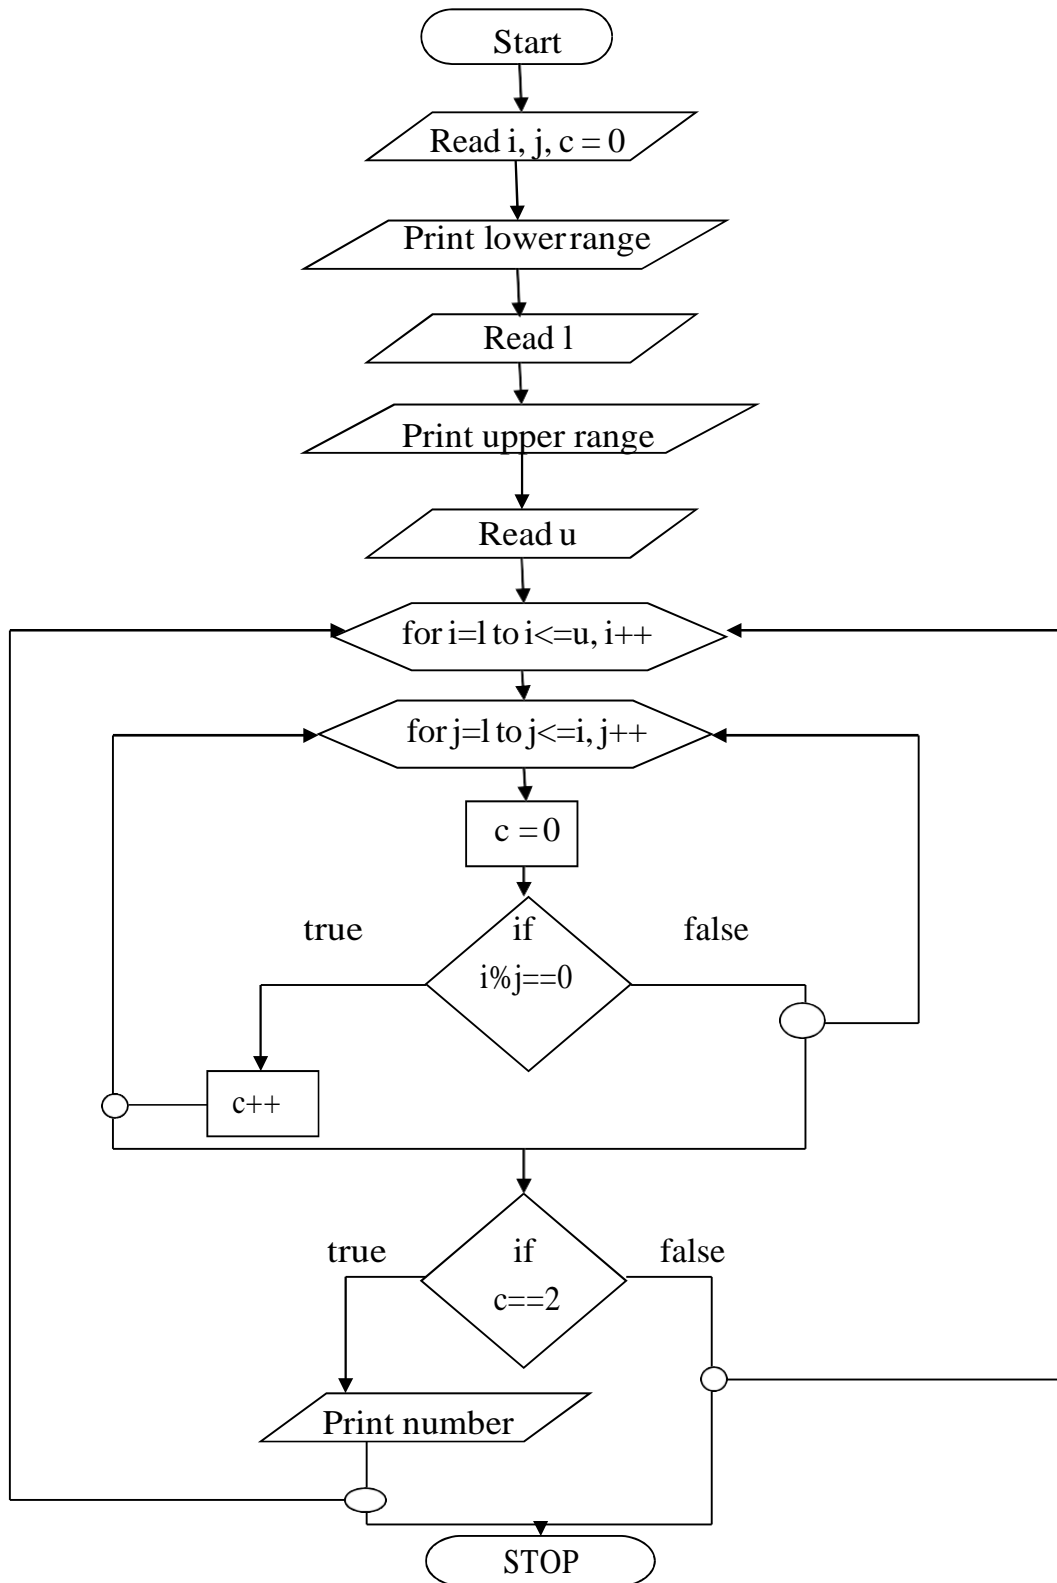 Start
Read i, j, c = 0
Print lower range
Read l
Print upper range
Read u
for i=l to i<=u, i++
for j=l to j<=i, j++
c = 0
true
if
false
i%j==0
c++
true
if
false
c==2
Print number
STOP